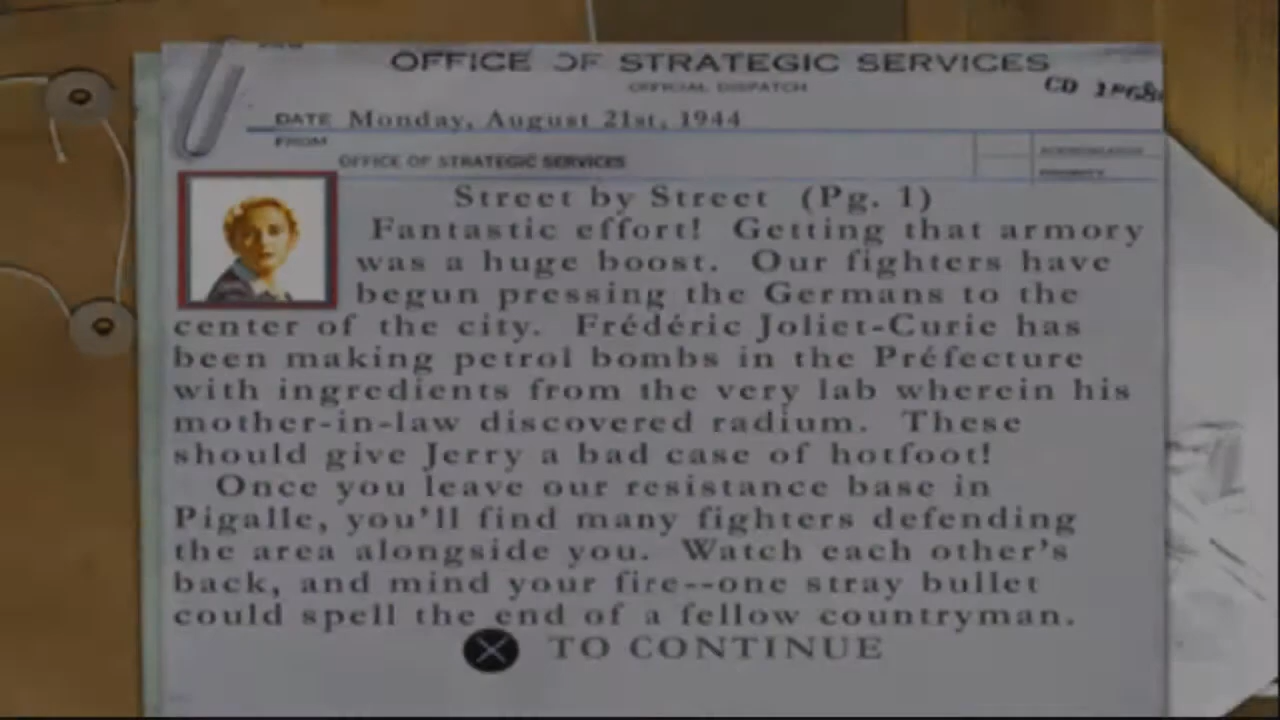 OFFICE OF STRATEGIC SERVICES
OFFICIAL DISPATCH
CD
DATE Monday, August 21st, 1944
FROM
OFFICE OF STRATEGIC SERVICES
Street by Street (Pg. 1)
Fantastic effort! Getting that armory
was a huge boost. Our fighters have
begun pressing the Germans to the
center of the city. Frédéric Joliet-Curie has
been making petrol bombs in the Préfecture
with ingredients from the very lab wherein his
mother-in-law discovered radium. These
should give Jerry a bad case of hotfoot!
Once you leave our resistance base in
Pigalle, you'll find many fighters defending
the area alongside you. Watch each other's
back, and mind your fire--one stray bullet
could spell the end of a fellow countryman.
TO CONTINUE